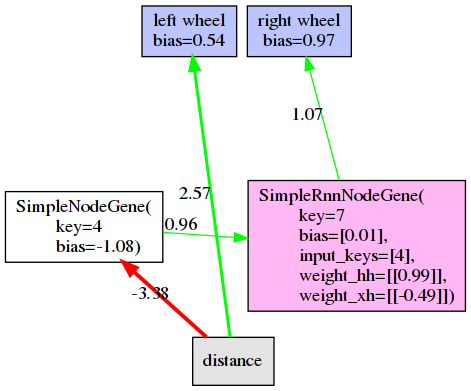 left wheel
bias=0.54
right wheel
bias=0.97
1.07
2.57
SimpleNodeGene(
key=4
bias=-1.08)
0.96
SimpleRnnNodeGene(
key=7
bias=[0.01],
input_keys=[4],
weight_hh=[[0.99]],
weight_xh=[[-0.49]])
-3.38
distance